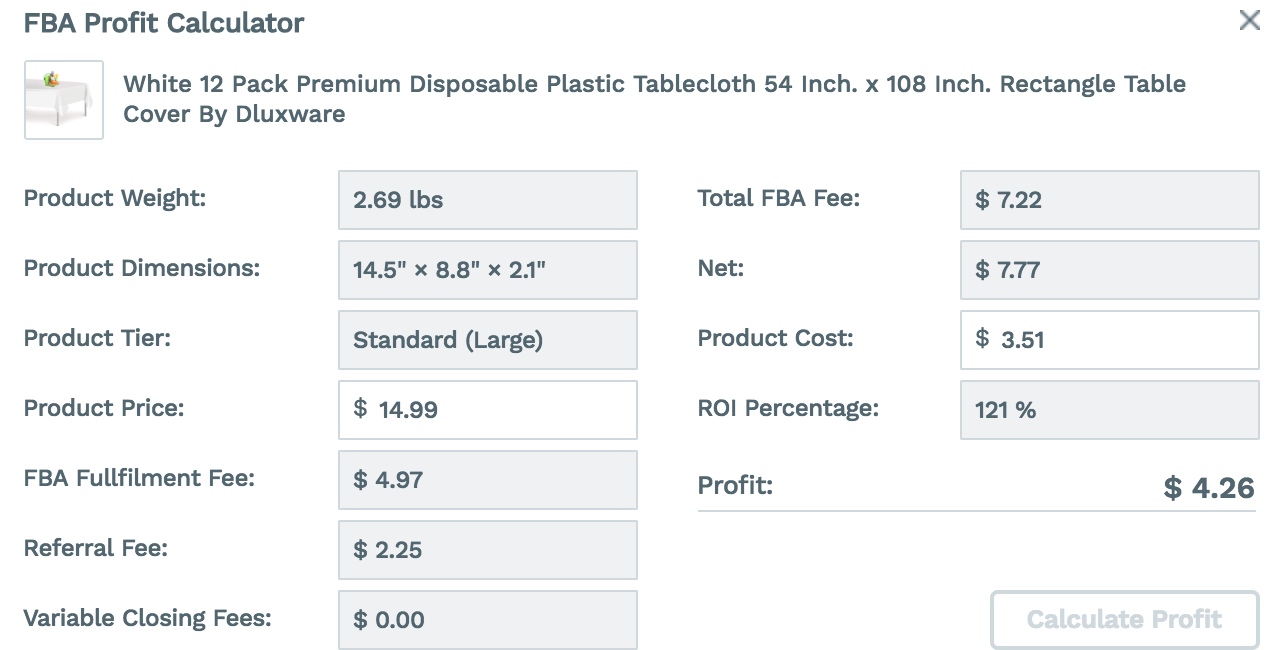 FBA Profit Calculator
White 12 Pack Premium Disposable Plastic Tablecloth 54 Inch. x 108 Inch. Rectangle Table
Cover By Dluxware
Product Weight: 2.69 lbs
Product Dimensions: 14.5" × 8.8" × 2.1"
Product Tier: Standard (Large)
Product Price: $ 14.99
FBA Fullfilment Fee: $ 4.97
Referral Fee: $ 2.25
Variable Closing Fees: $ 0.00
Total FBA Fee: $ 7.22
Net: $ 7.77
Product Cost: $ 3.51
ROI Percentage: 121 %
Profit: $ 4.26
Calculate Profit